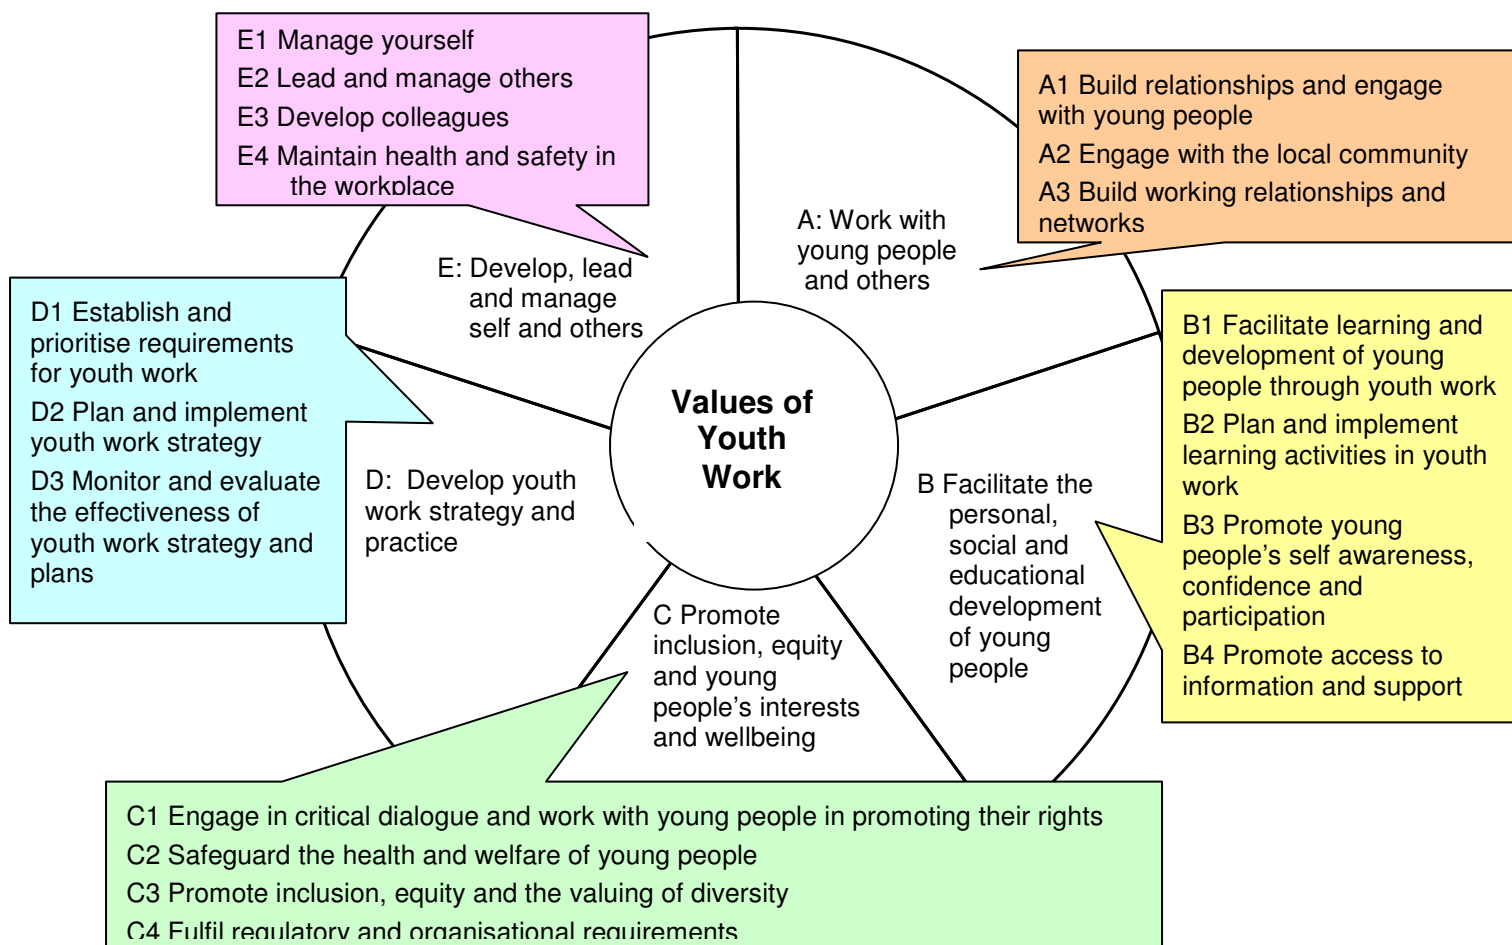 E1 Manage yourself
E2 Lead and manage others
E3 Develop colleagues
E4 Maintain health and safety in
the workplace
A1 Build relationships and engage
with young people
A2 Engage with the local community
A3 Build working relationships and
networks
A: Work with
young people
and others
E: Develop, lead
and manage
self and others
D1 Establish and
prioritise requirements
for youth work
D2 Plan and implement
youth work strategy
D3 Monitor and evaluate
the effectiveness of
youth work strategy and
plans
B1 Facilitate learning and
development of young
people through youth work
B2 Plan and implement
learning activities in youth
work
B3 Promote young
people's self awareness,
confidence and
participation
B4 Promote access to
information and support
Values of
Youth
Work
D: Develop youth
work strategy and
practice
B Facilitate the
personal,
social and
educational
development
of young
people
C Promote
inclusion, equity
and young
people's interests
and wellbeing
C1 Engage in critical dialogue and work with young people in promoting their rights
C2 Safeguard the health and welfare of young people
C3 Promote inclusion, equity and the valuing of diversity
C4 Fulfil regulatory and organisational requirements